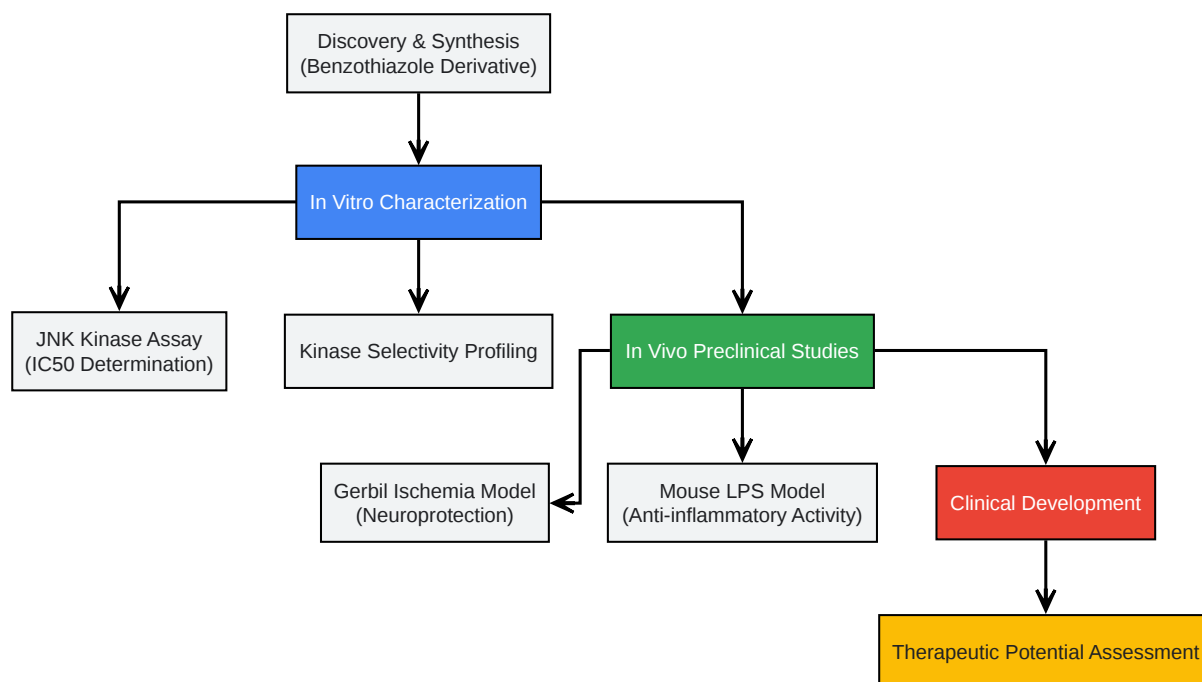 Discovery & Synthesis
(Benzothiazole Derivative)
In Vitro Characterization
JNK Kinase Assay
(IC50 Determination)
Kinase Selectivity Profiling
In Vivo Preclinical Studies
Gerbil Ischemia Model
(Neuroprotection)
Mouse LPS Model
(Anti-inflammatory Activity)
Clinical Development
Therapeutic Potential Assessment